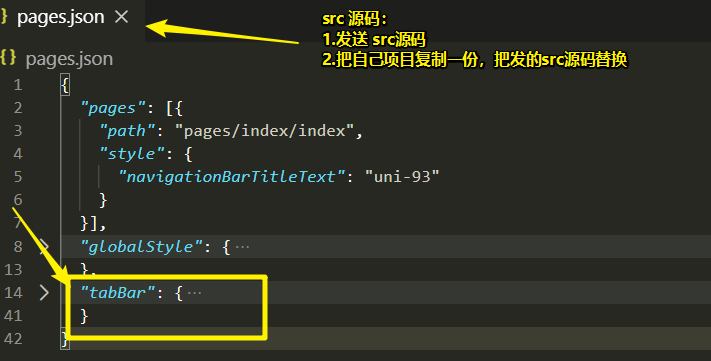 pages.json ×
src 源码：
1.发送 src源码
2.把自己项目复制一份，把发的src源码替换
{} pages.json
1 {
2 "pages": [{
3 "path": "pages/index/index",
4 "style": {
5 "navigationBarTitleText": "uni-93"
6 }
7 }],
8 > "globalStyle": { ···
13 },
14 > "tabBar": { ···
41 }
42 }